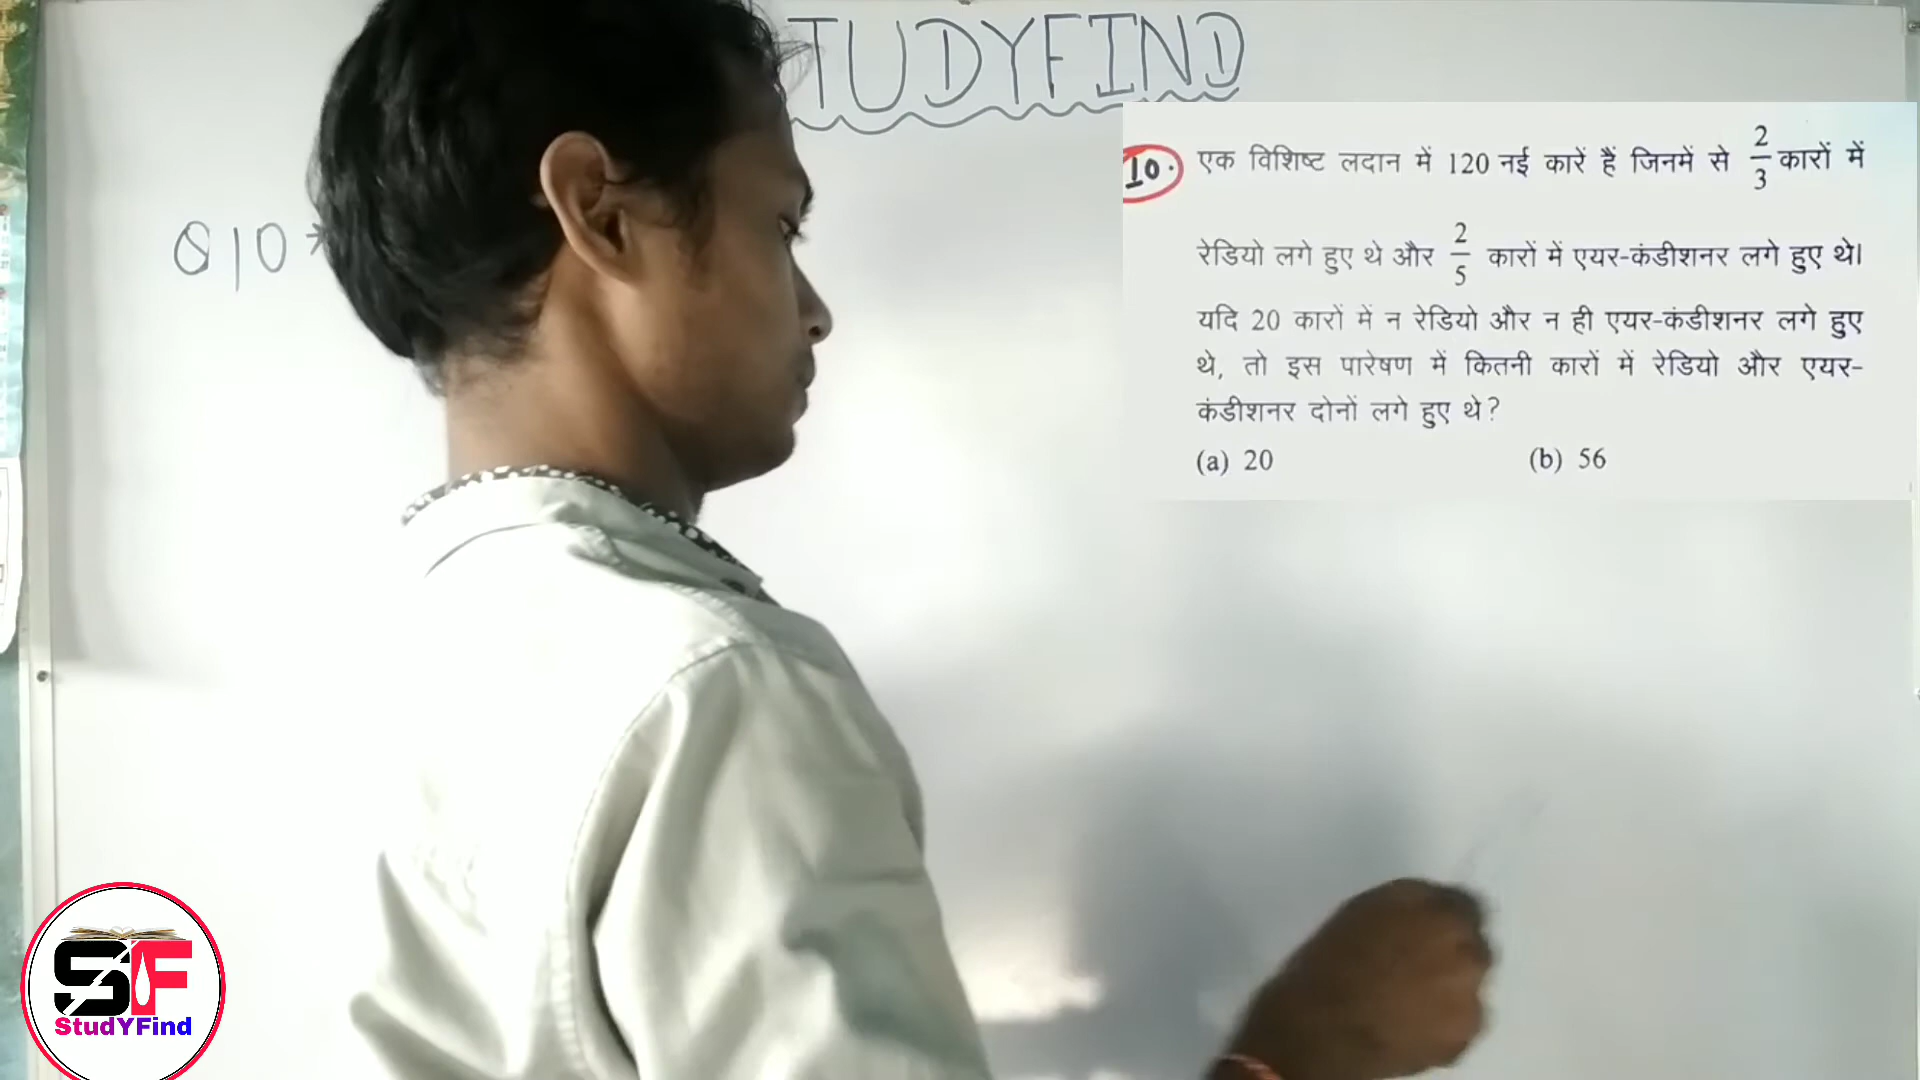 TUDYFIND
Q10 *
10. एक विशिष्ट लदान में 120 नई कारें हैं जिनमें से 2/3 कारों में
रेडियो लगे हुए थे और 2/5 कारों में एयर-कंडीशनर लगे हुए थे।
यदि 20 कारों में न रेडियो और न ही एयर-कंडीशनर लगे हुए
थे, तो इस पारेषण में कितनी कारों में रेडियो और एयर-
कंडीशनर दोनों लगे हुए थे?
(a) 20 (b) 56
SF
StudYFind